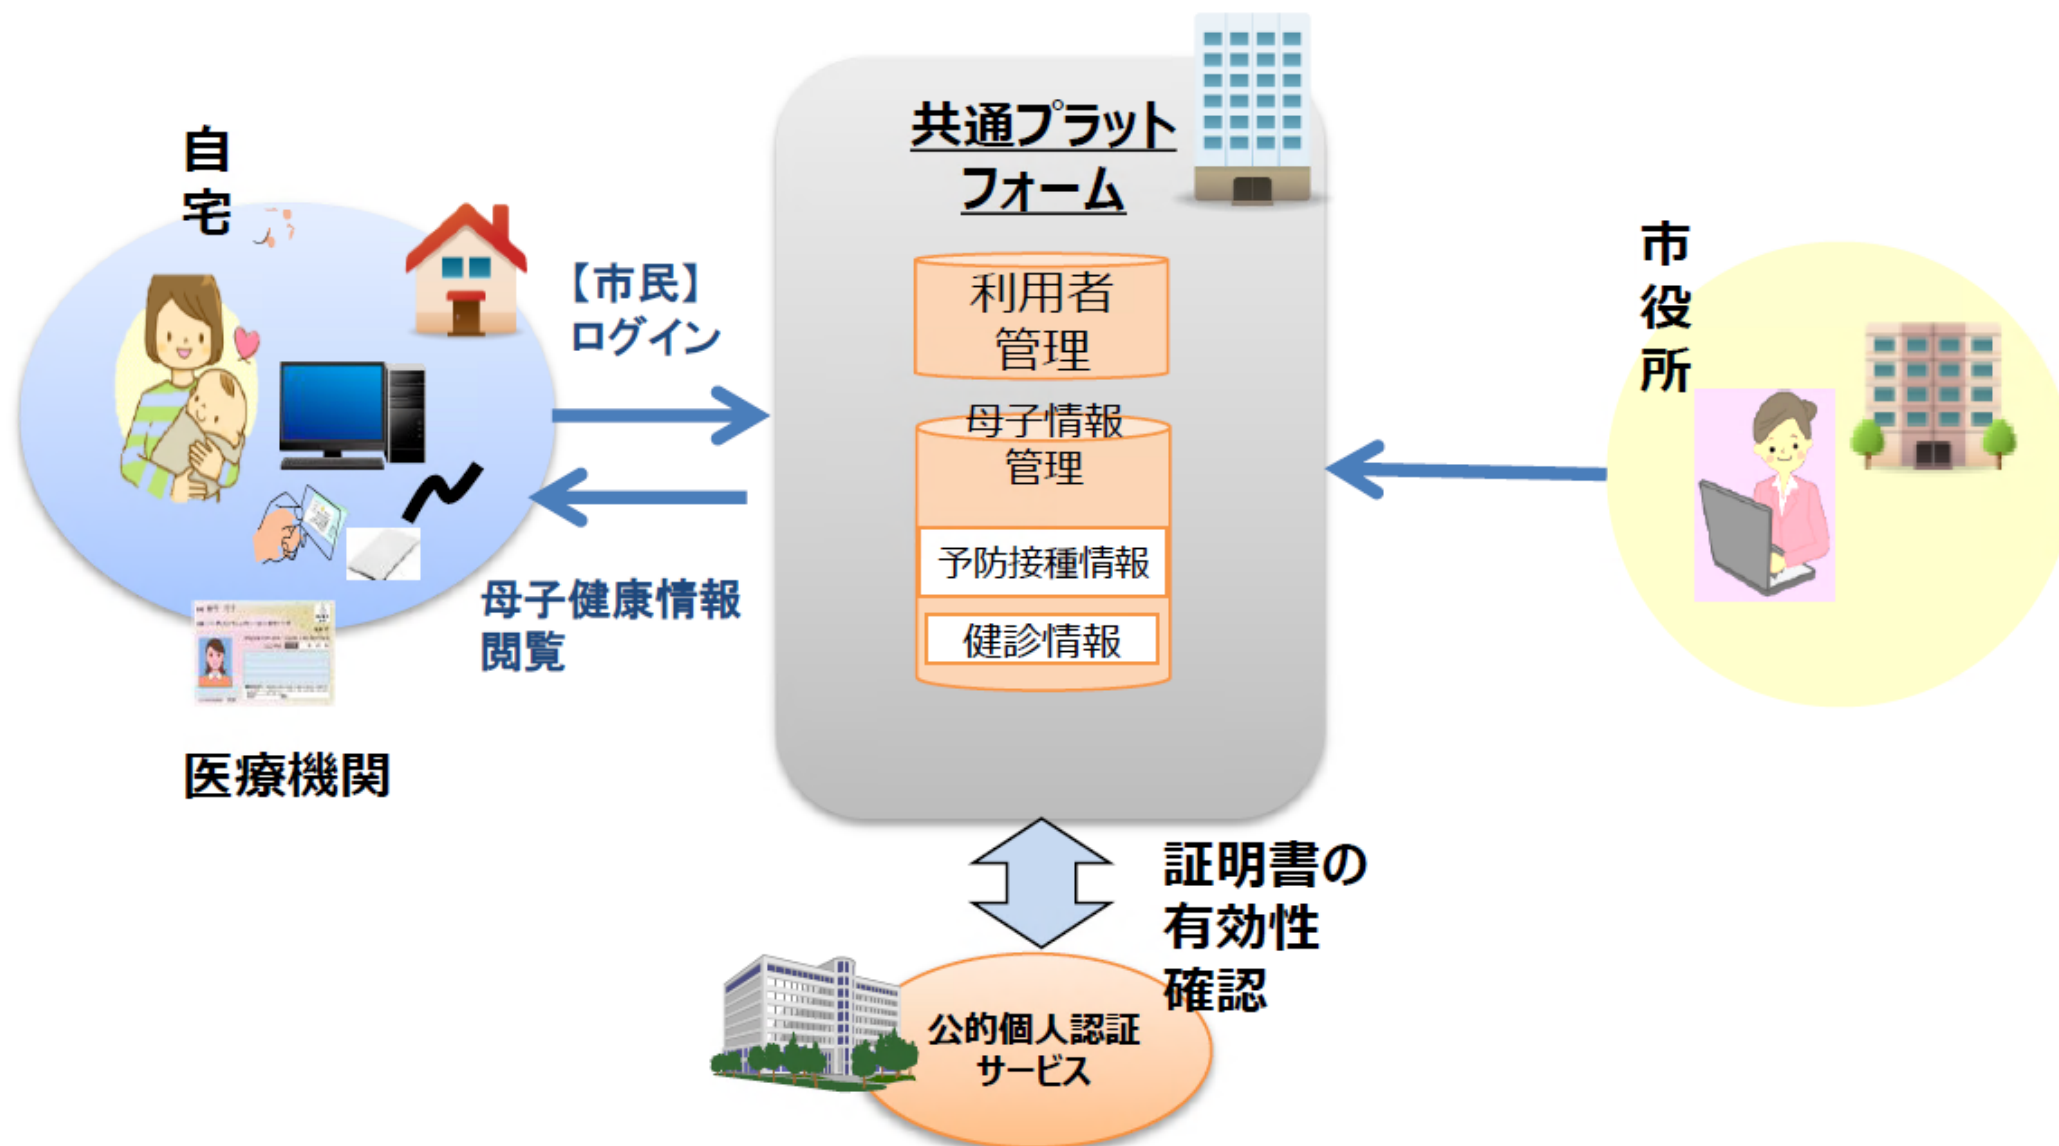 自
宅
【市民】
ログイン
母子健康情報
閲覧
医療機関
共通プラット
フォーム
利用者
管理
母子情報
管理
予防接種情報
健診情報
市
役
所
証明書の
有効性
確認
公的個人認証
サービス